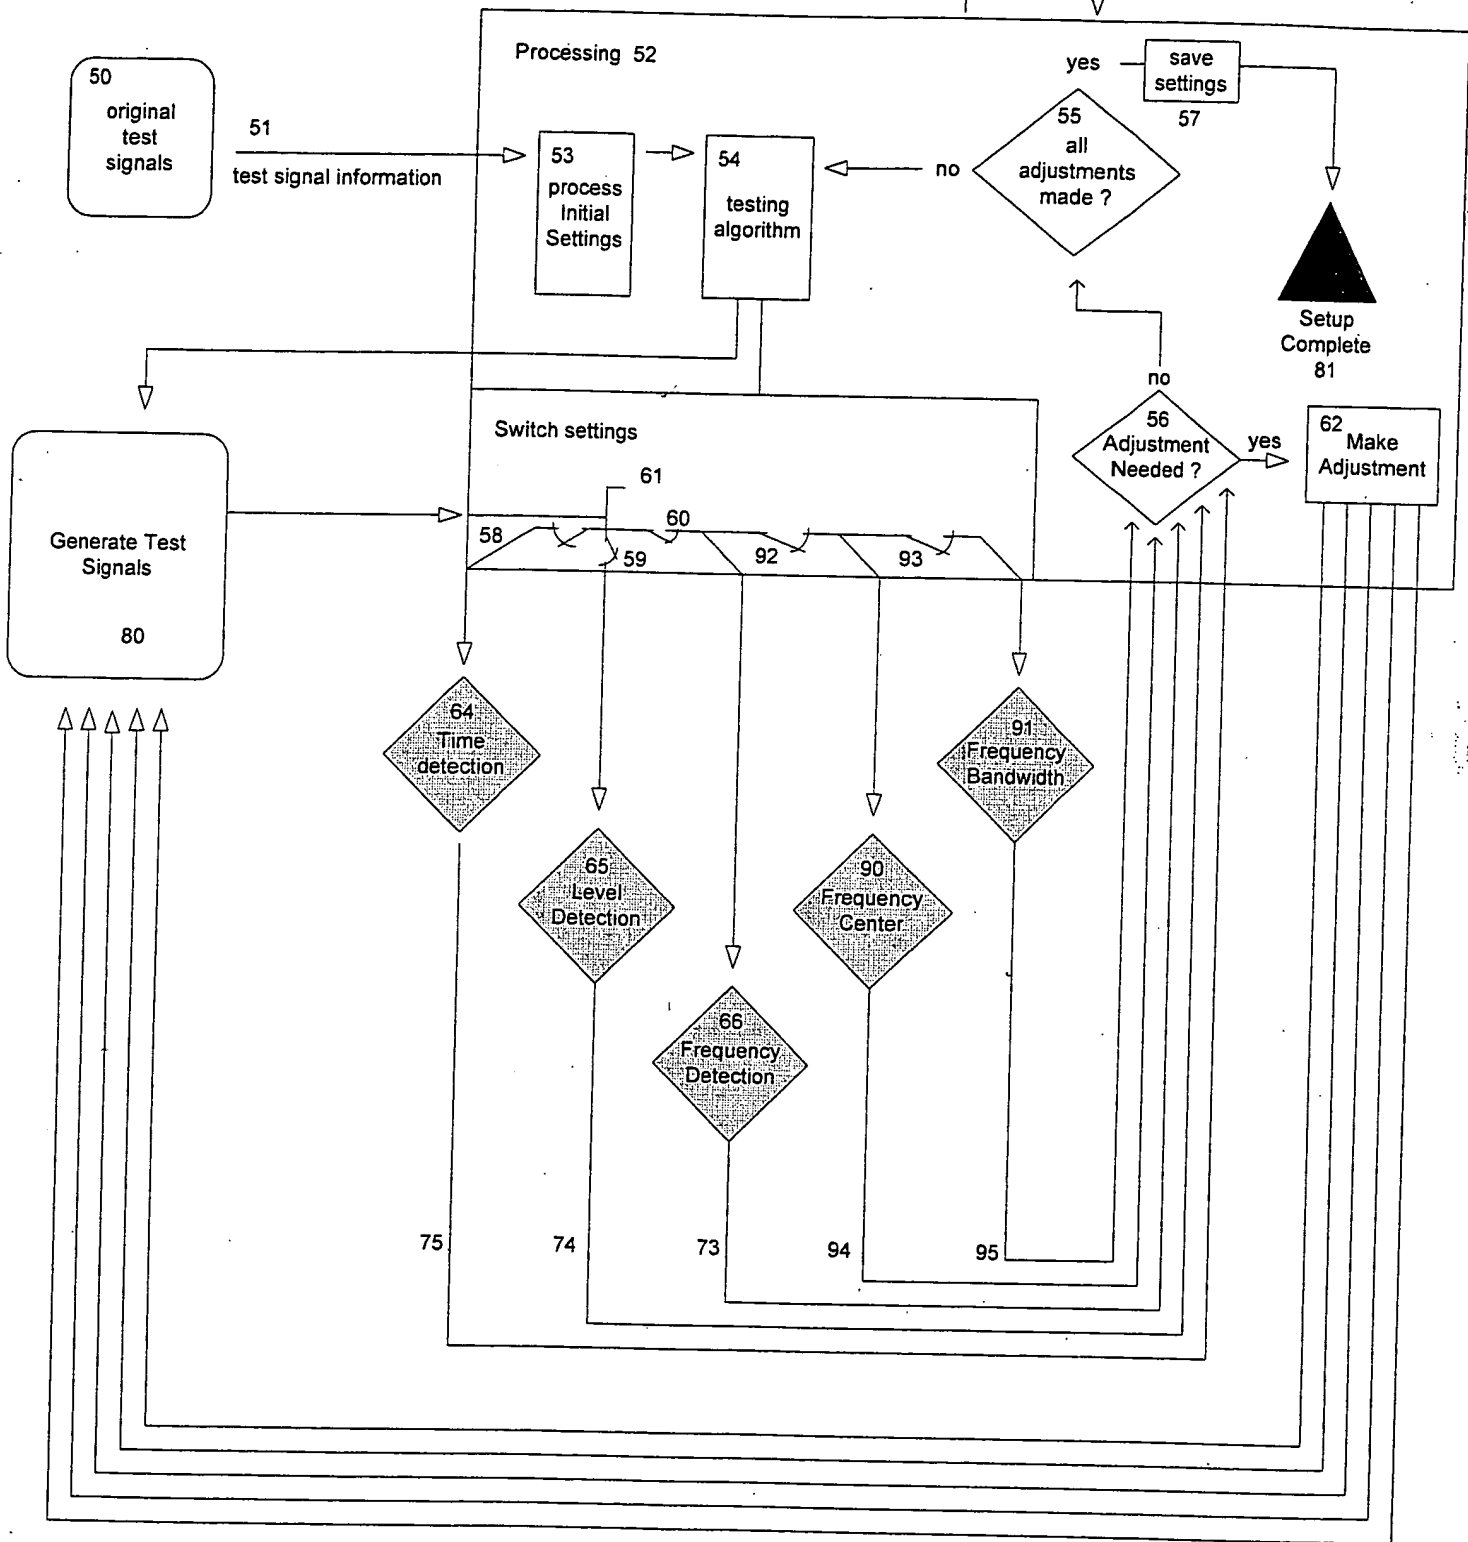 Processing 52
50
original
test
signals
51
test signal information
53
process
Initial
Settings
54
testing
algorithm
no
55
all
adjustments
made ?
yes
save
settings
57
Setup
Complete
81
no
56
Adjustment
Needed ?
yes
62
Make
Adjustment
Switch settings
61
58
59
60
92
93
Generate Test
Signals
80
64
Time
detection
65
Level
Detection
66
Frequency
Detection
90
Frequency
Center
91
Frequency
Bandwidth
75
74
73
94
95